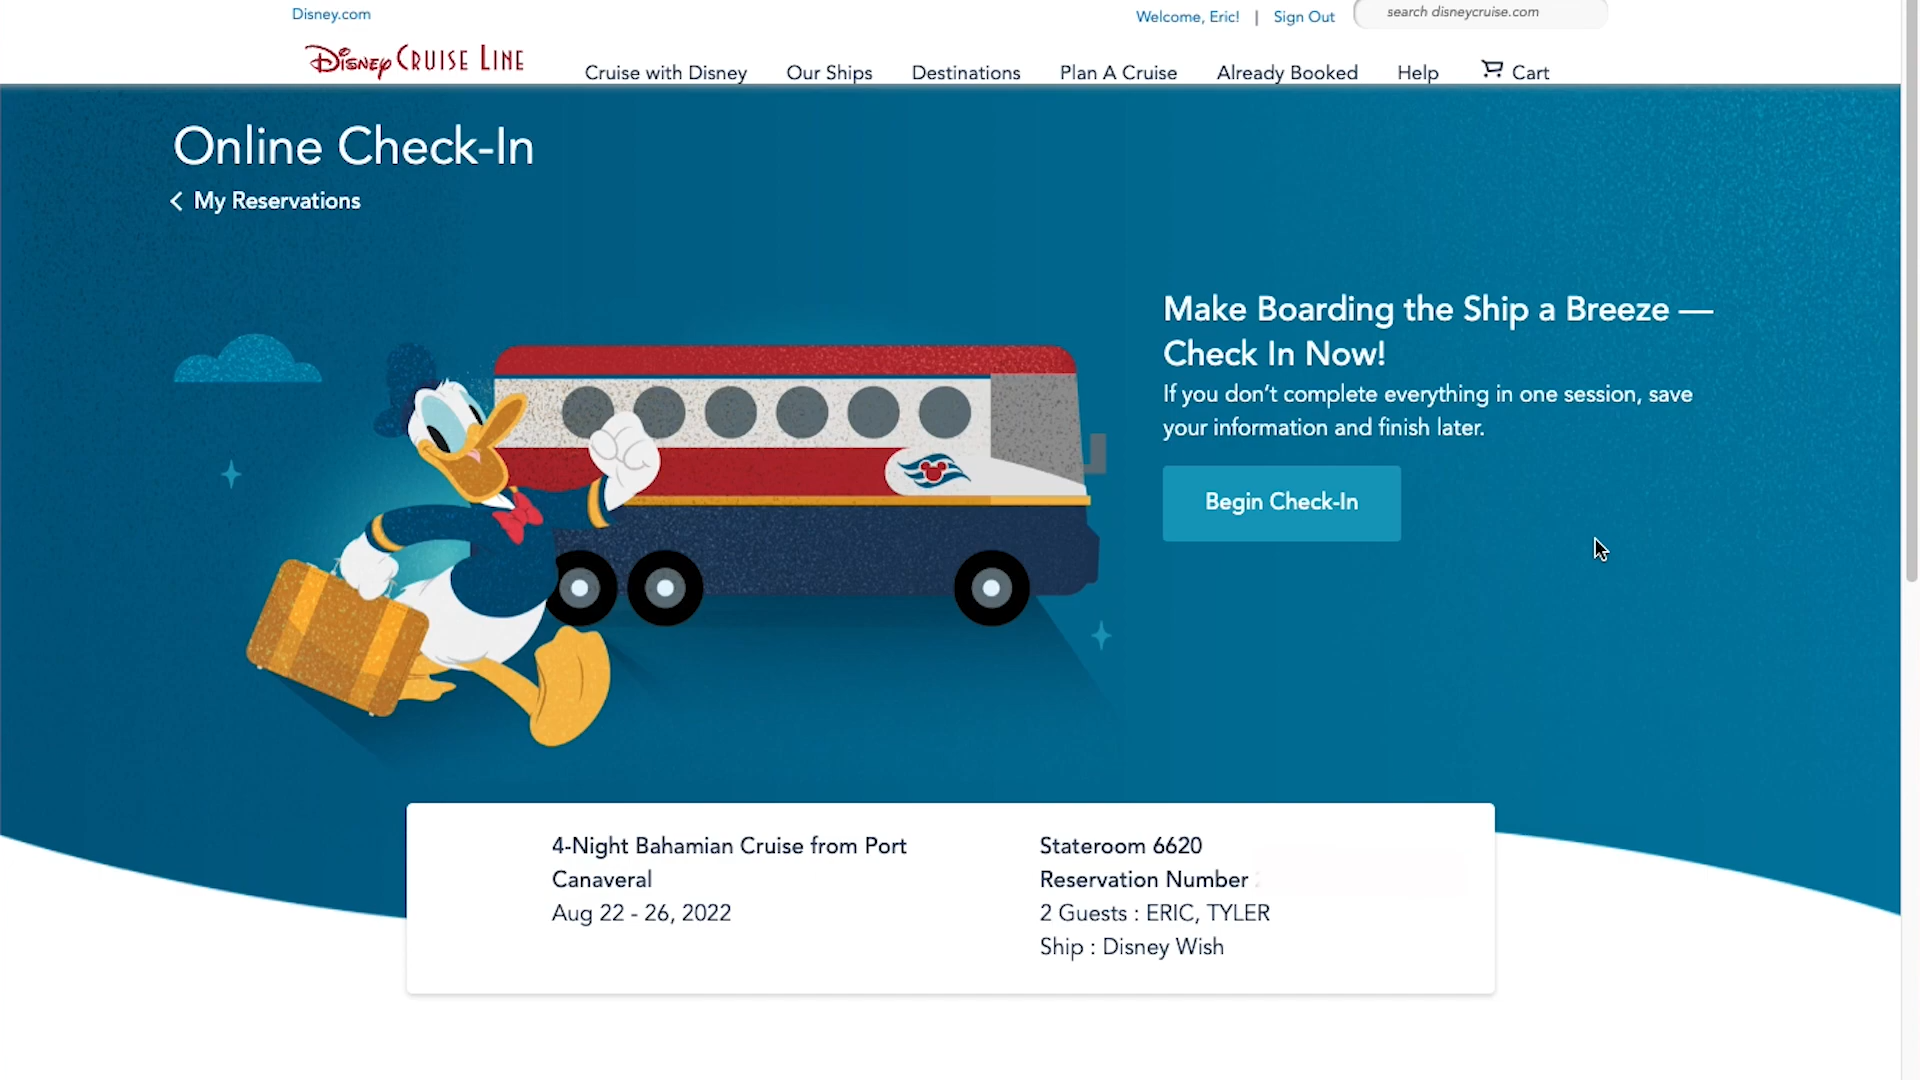 Disney.com
Welcome, Eric! | Sign Out
search disneycruise.com
Disney Cruise Line
Cruise with Disney
Our Ships
Destinations
Plan A Cruise
Already Booked
Help
Cart
Online Check-In
My Reservations
Make Boarding the Ship a Breeze —
Check In Now!
If you don’t complete everything in one session, save
your information and finish later.
Begin Check-In
4-Night Bahamian Cruise from Port
Canaveral
Aug 22 - 26, 2022
Stateroom 6620
Reservation Number
2 Guests : ERIC, TYLER
Ship : Disney Wish